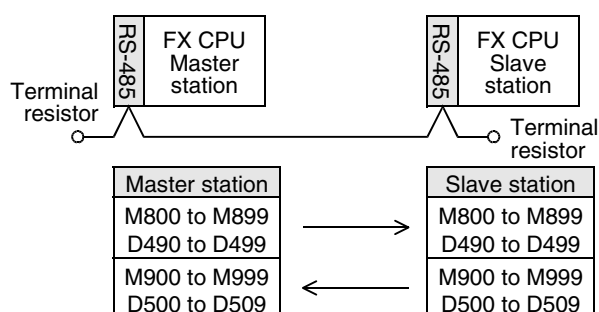 RS-485
FX CPU
Master
station
RS-485
FX CPU
Slave
station
Terminal
resistor
Terminal
resistor
Master station
M800 to M899
D490 to D499
M900 to M999
D500 to D509
Slave station
M800 to M899
D490 to D499
M900 to M999
D500 to D509